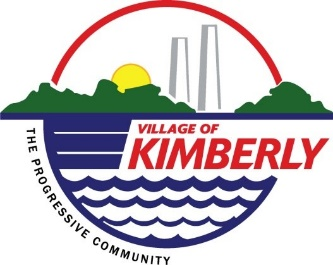 VILLAGE OF
KIMBERLY
THE PROGRESSIVE COMMUNITY